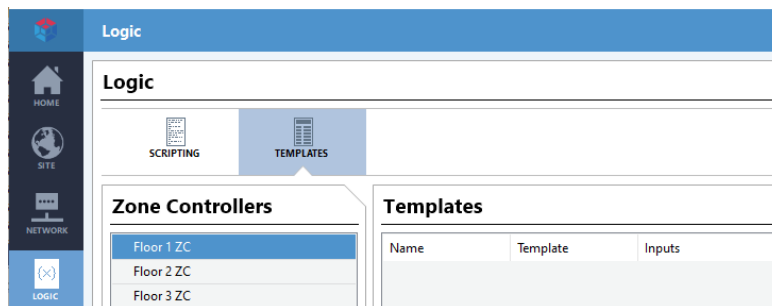 Logic
HOME
SITE
NETWORK
(x)
LOGIC
Logic
SCRIPTING
TEMPLATES
Zone Controllers
Floor 1 ZC
Floor 2 ZC
Floor 3 ZC
Templates
Name Template Inputs